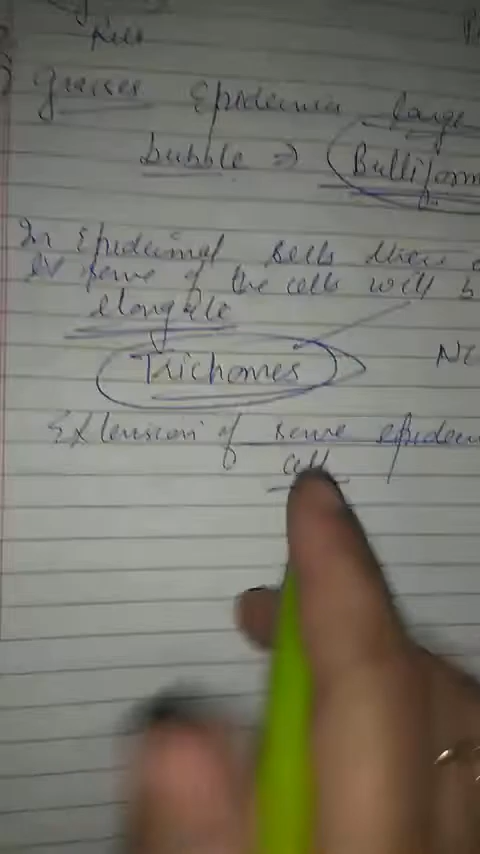 Grasses Epidermis large
bubble => Bulliform
In Epidermal cells there
some of the cells will b
elongate
Trichomes
Extension of some epiderm
cell